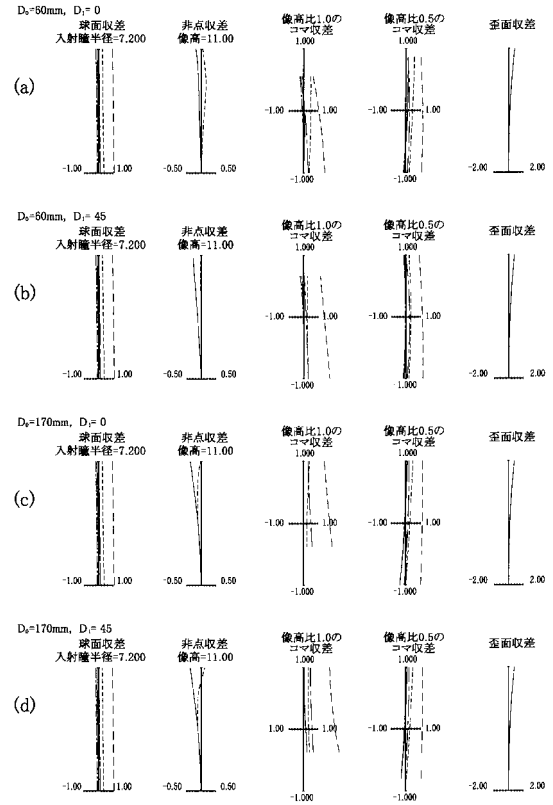 D₀=60mm, D₁= 0
球面収差 非点収差 像高比1.0の 像高比0.5の 歪面収差
入射瞳半径=7.200 像高=11.00 コマ収差 コマ収差
1.000 1.000
(a)
-1.00 1.00 -1.00 1.00
-1.00 1.00 -0.50 0.50 -1.000 -1.000 -2.00 2.00
D₀=60mm, D₁= 45
球面収差 非点収差 像高比1.0の 像高比0.5の 歪面収差
入射瞳半径=7.200 像高=11.00 コマ収差 コマ収差
1.000 1.000
(b)
-1.00 1.00 -1.00 1.00
-1.00 1.00 -0.50 0.50 -1.000 -1.000 -2.00 2.00
D₀=170mm, D₁= 0
球面収差 非点収差 像高比1.0の 像高比0.5の 歪面収差
入射瞳半径=7.200 像高=11.00 コマ収差 コマ収差
1.000 1.000
(c)
-1.00 1.00 -1.00 1.00
-1.00 1.00 -0.50 0.50 -1.000 -1.000 -2.00 2.00
D₀=170mm, D₁= 45
球面収差 非点収差 像高比1.0の 像高比0.5の 歪面収差
入射瞳半径=7.200 像高=11.00 コマ収差 コマ収差
1.000 1.000
(d)
1.00 1.00 -1.00 1.00
-1.00 1.00 -0.50 0.50 -1.000 -1.000 -2.00 2.00